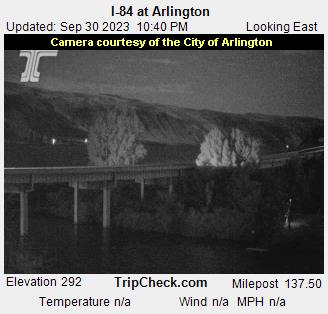 I-84 at Arlington
Updated: Sep 30 2023 10:40 PM Looking East
Camera courtesy of the City of Arlington
Elevation 292 TripCheck.com Milepost 137.50
Temperature n/a Wind n/a MPH n/a